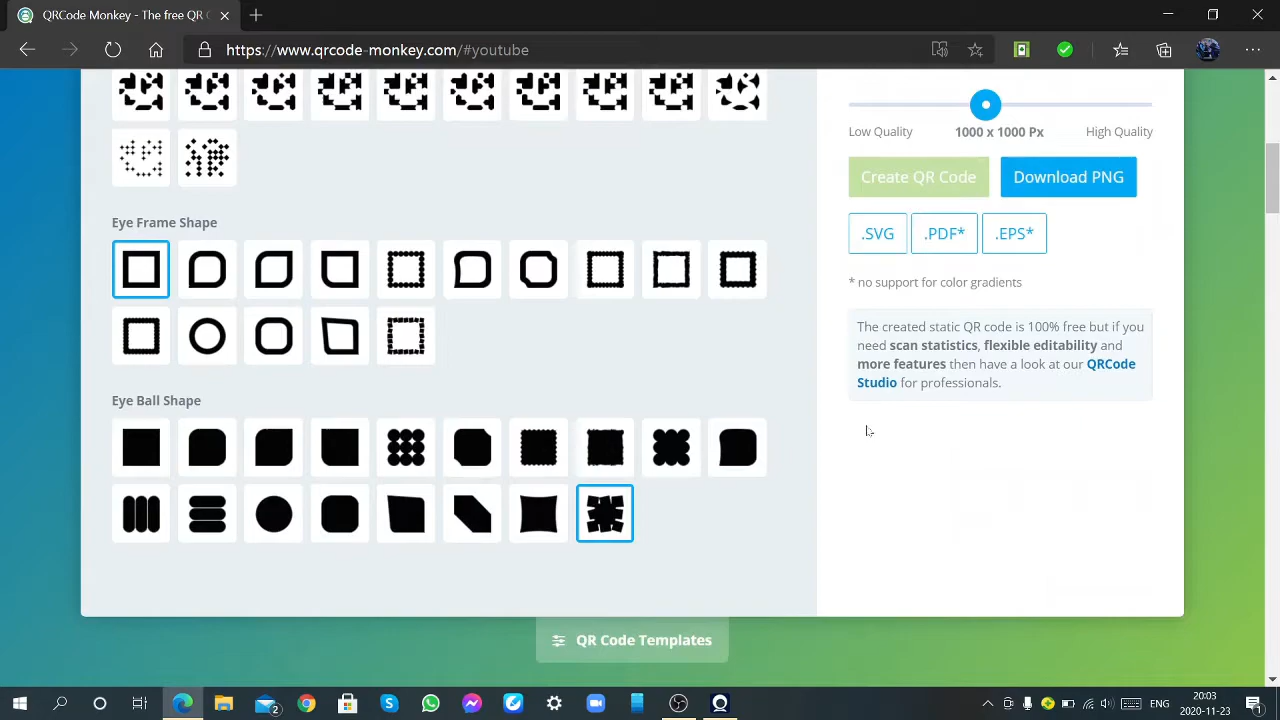 QRCode Monkey - The
QR Co
https://www.qrcode-monkey.com/#youtube
Low Quality
1000 x 1000 Px
High Quality
Create QR Code
Download PNG
.SVG
.PDF*
.EPS*
* no support for color gradients
The created static QR code is 100% free but if you
need scan statistics, flexible editability and
more features then have a look at our QRCode
Studio for professionals.
Eye Frame Shape
Eye Ball Shape
QR Code Templates
2
ENG
20:03
2020-11-23
1